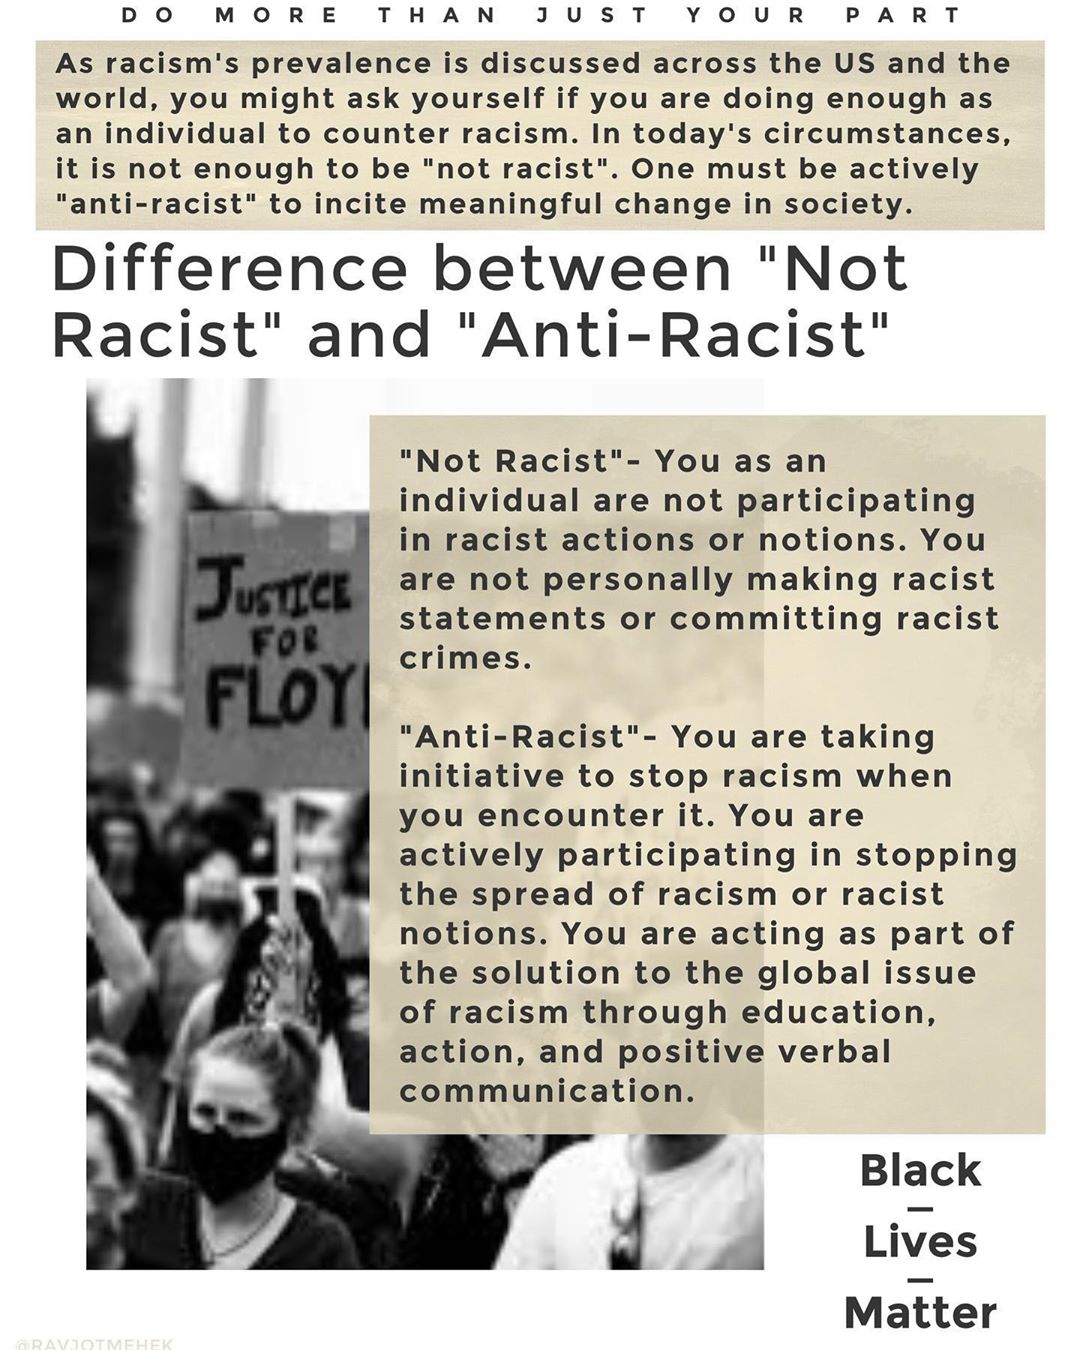 DO MORE THAN JUST YOUR PART
As racism's prevalence is discussed across the US and the
world, you might ask yourself if you are doing enough as
an individual to counter racism. In today's circumstances,
it is not enough to be "not racist". One must be actively
"anti-racist" to incite meaningful change in society.
Difference between "Not
Racist" and "Anti-Racist"
JUSTICE
FOR
FLOY
"Not Racist"- You as an
individual are not participating
in racist actions or notions. You
are not personally making racist
statements or committing racist
crimes.
"Anti-Racist"- You are taking
initiative to stop racism when
you encounter it. You are
actively participating in stopping
the spread of racism or racist
notions. You are acting as part of
the solution to the global issue
of racism through education,
action, and positive verbal
communication.
Black
—
Lives
—
Matter
@RAVJOTMEHEK